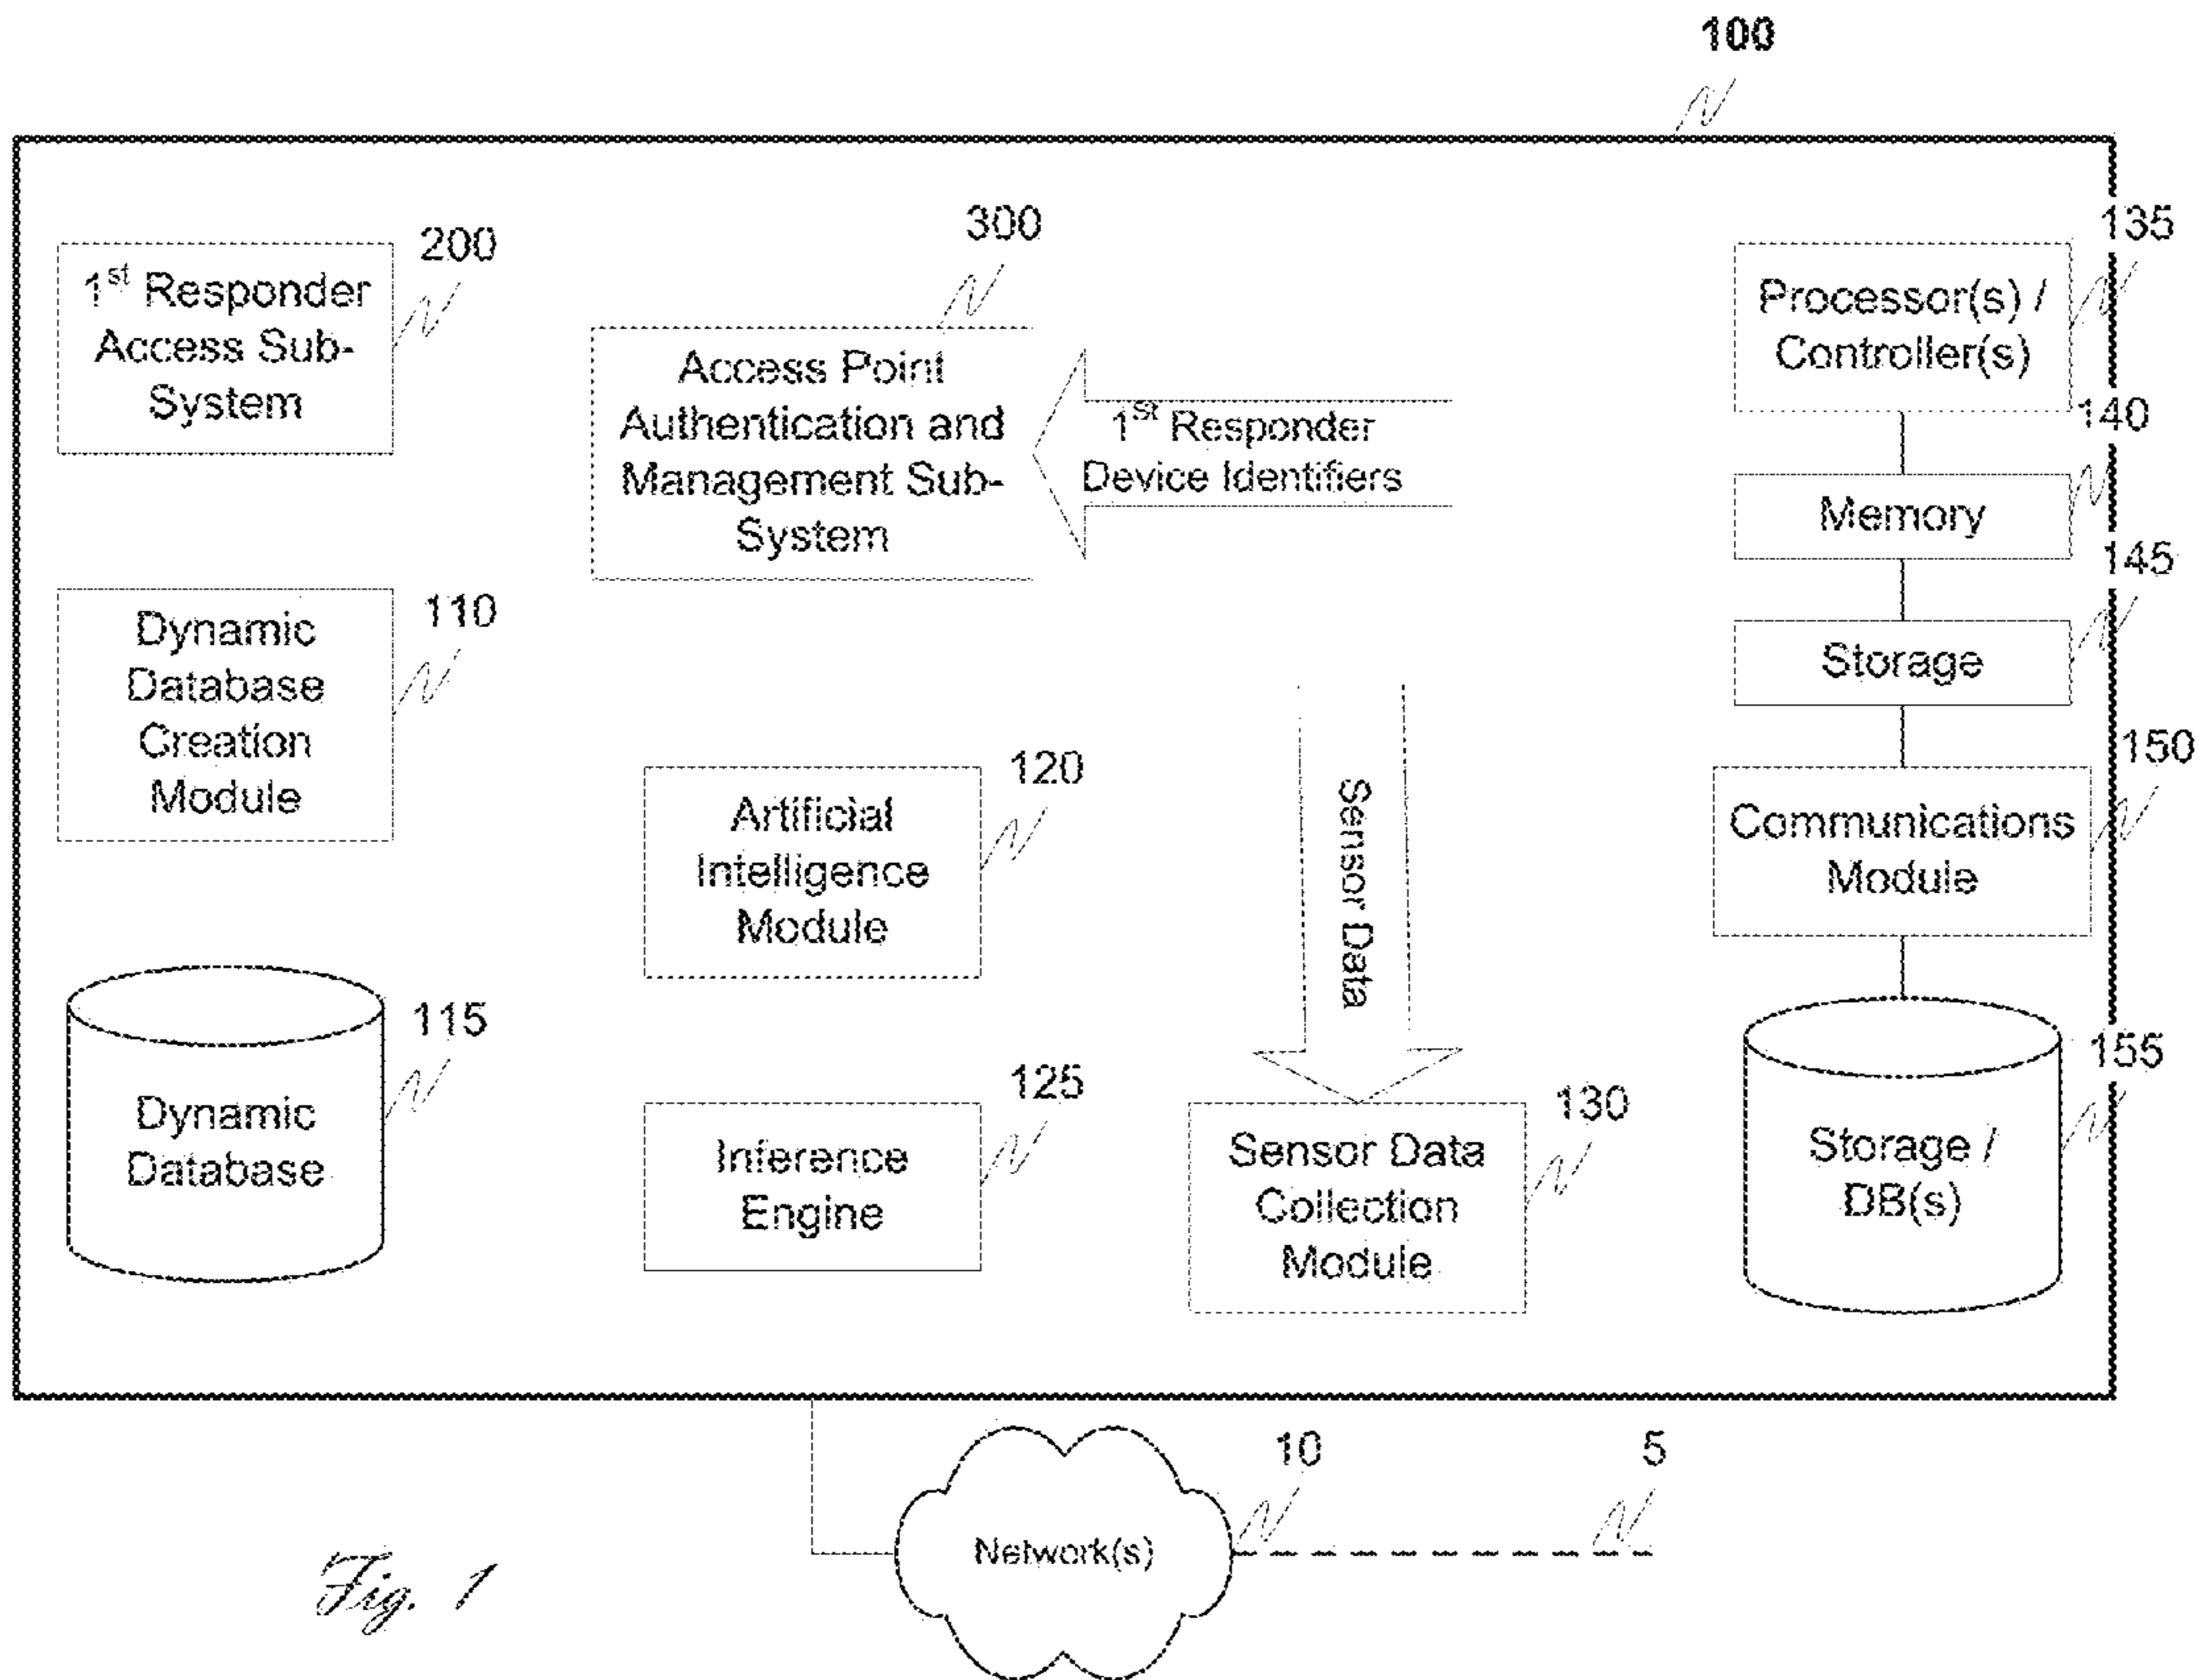 100
200
1st Responder
Access Sub-
System
300
Access Point
Authentication and
Management Sub-
System
1st Responder
Device Identifiers
135
Processor(s) /
Controller(s)
140
Memory
145
Storage
150
Communications
Module
155
Storage /
DB(s)
110
Dynamic
Database
Creation
Module
120
Artificial
Intelligence
Module
Sensor Data
115
Dynamic
Database
125
Inference
Engine
130
Sensor Data
Collection
Module
10
5
Network(s)
Fig. 1